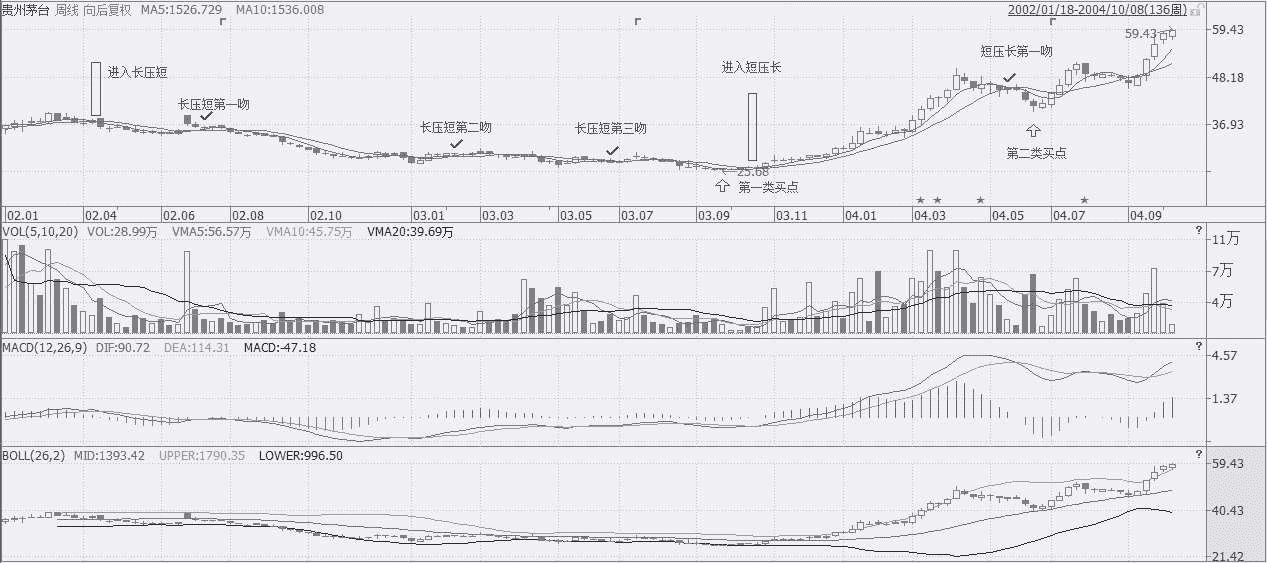 贵州茅台 周线 向后复权 MA5:1526.729 MA10:1536.008 2002/01/18-2004/10/08(136周)
59.43
59.43
短压长第一吻
进入长压短
进入短压长
48.18
长压短第一吻
长压短第二吻
长压短第三吻
36.93
第二类买点
25.68
第一类买点
02.01 02.04 02.06 02.08 02.10 03.01 03.03 03.05 03.07 03.09 03.11 04.01 04.03 04.05 04.07 04.09
VOL(5,10,20) VOL:28.99万 VMA5:56.57万 VMA10:45.75万 VMA20:39.69万 ?
11万
7万
4万
MACD(12,26,9) DIF:90.72 DEA:114.31 MACD:-47.18 ?
4.57
1.37
BOLL(26,2) MID:1393.42 UPPER:1790.35 LOWER:996.50 ?
59.43
40.43
21.42